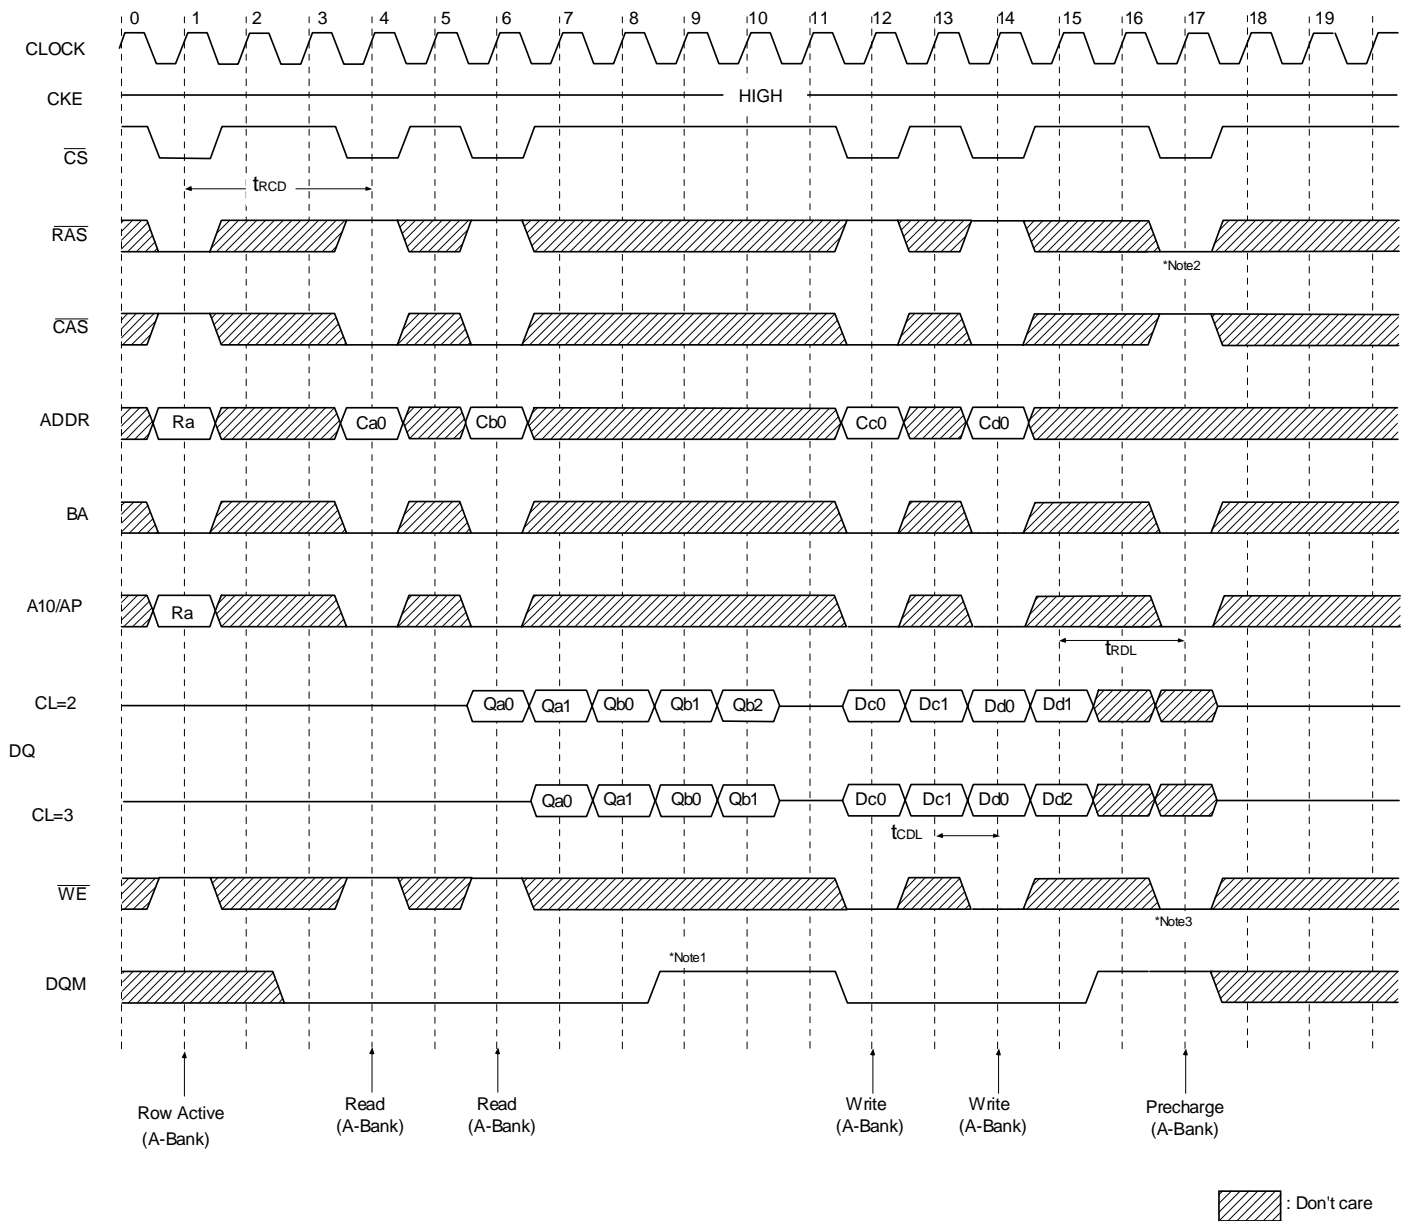 0 1 2 3 4 5 6 7 8 9 10 11 12 13 14 15 16 17 18 19
CLOCK
CKE HIGH
CS
tRCD
RAS
*Note2
CAS
ADDR Ra Ca0 Cb0 Cc0 Cd0
BA
A10/AP Ra
tRDL
CL=2 Qa0 Qa1 Qb0 Qb1 Qb2 Dc0 Dc1 Dd0 Dd1
DQ
CL=3 Qa0 Qa1 Qb0 Qb1 Dc0 Dc1 Dd0 Dd2
tCDL
WE
*Note3
*Note1
DQM
Row Active
(A-Bank)
Read
(A-Bank)
Read
(A-Bank)
Write
(A-Bank)
Write
(A-Bank)
Precharge
(A-Bank)
: Don't care